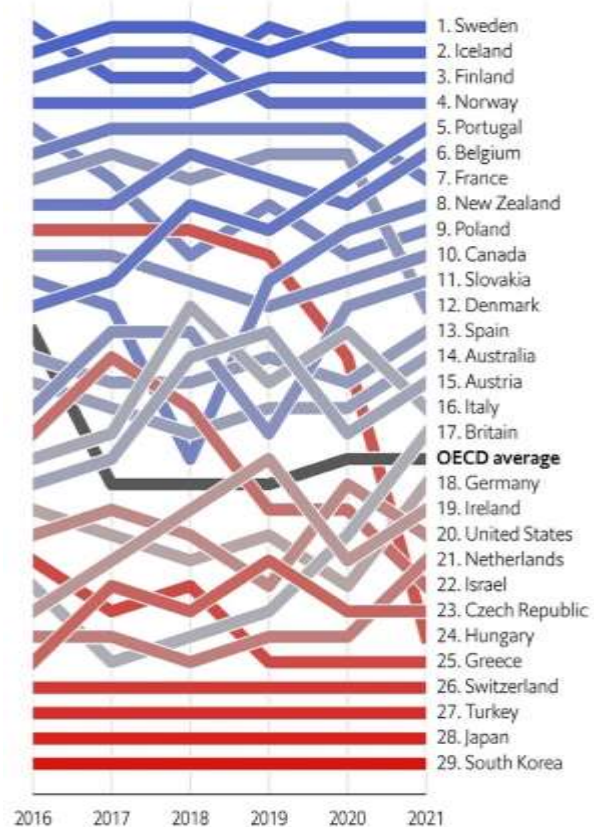 1. Sweden
2. Iceland
3. Finland
4. Norway
5. Portugal
6. Belgium
7. France
8. New Zealand
9. Poland
10. Canada
11. Slovakia
12. Denmark
13. Spain
14. Australia
15. Austria
16. Italy
17. Britain
OECD average
18. Germany
19. Ireland
20. United States
21. Netherlands
22. Israel
23. Czech Republic
24. Hungary
25. Greece
26. Switzerland
27. Turkey
28. Japan
29. South Korea
2016 2017 2018 2019 2020 2021